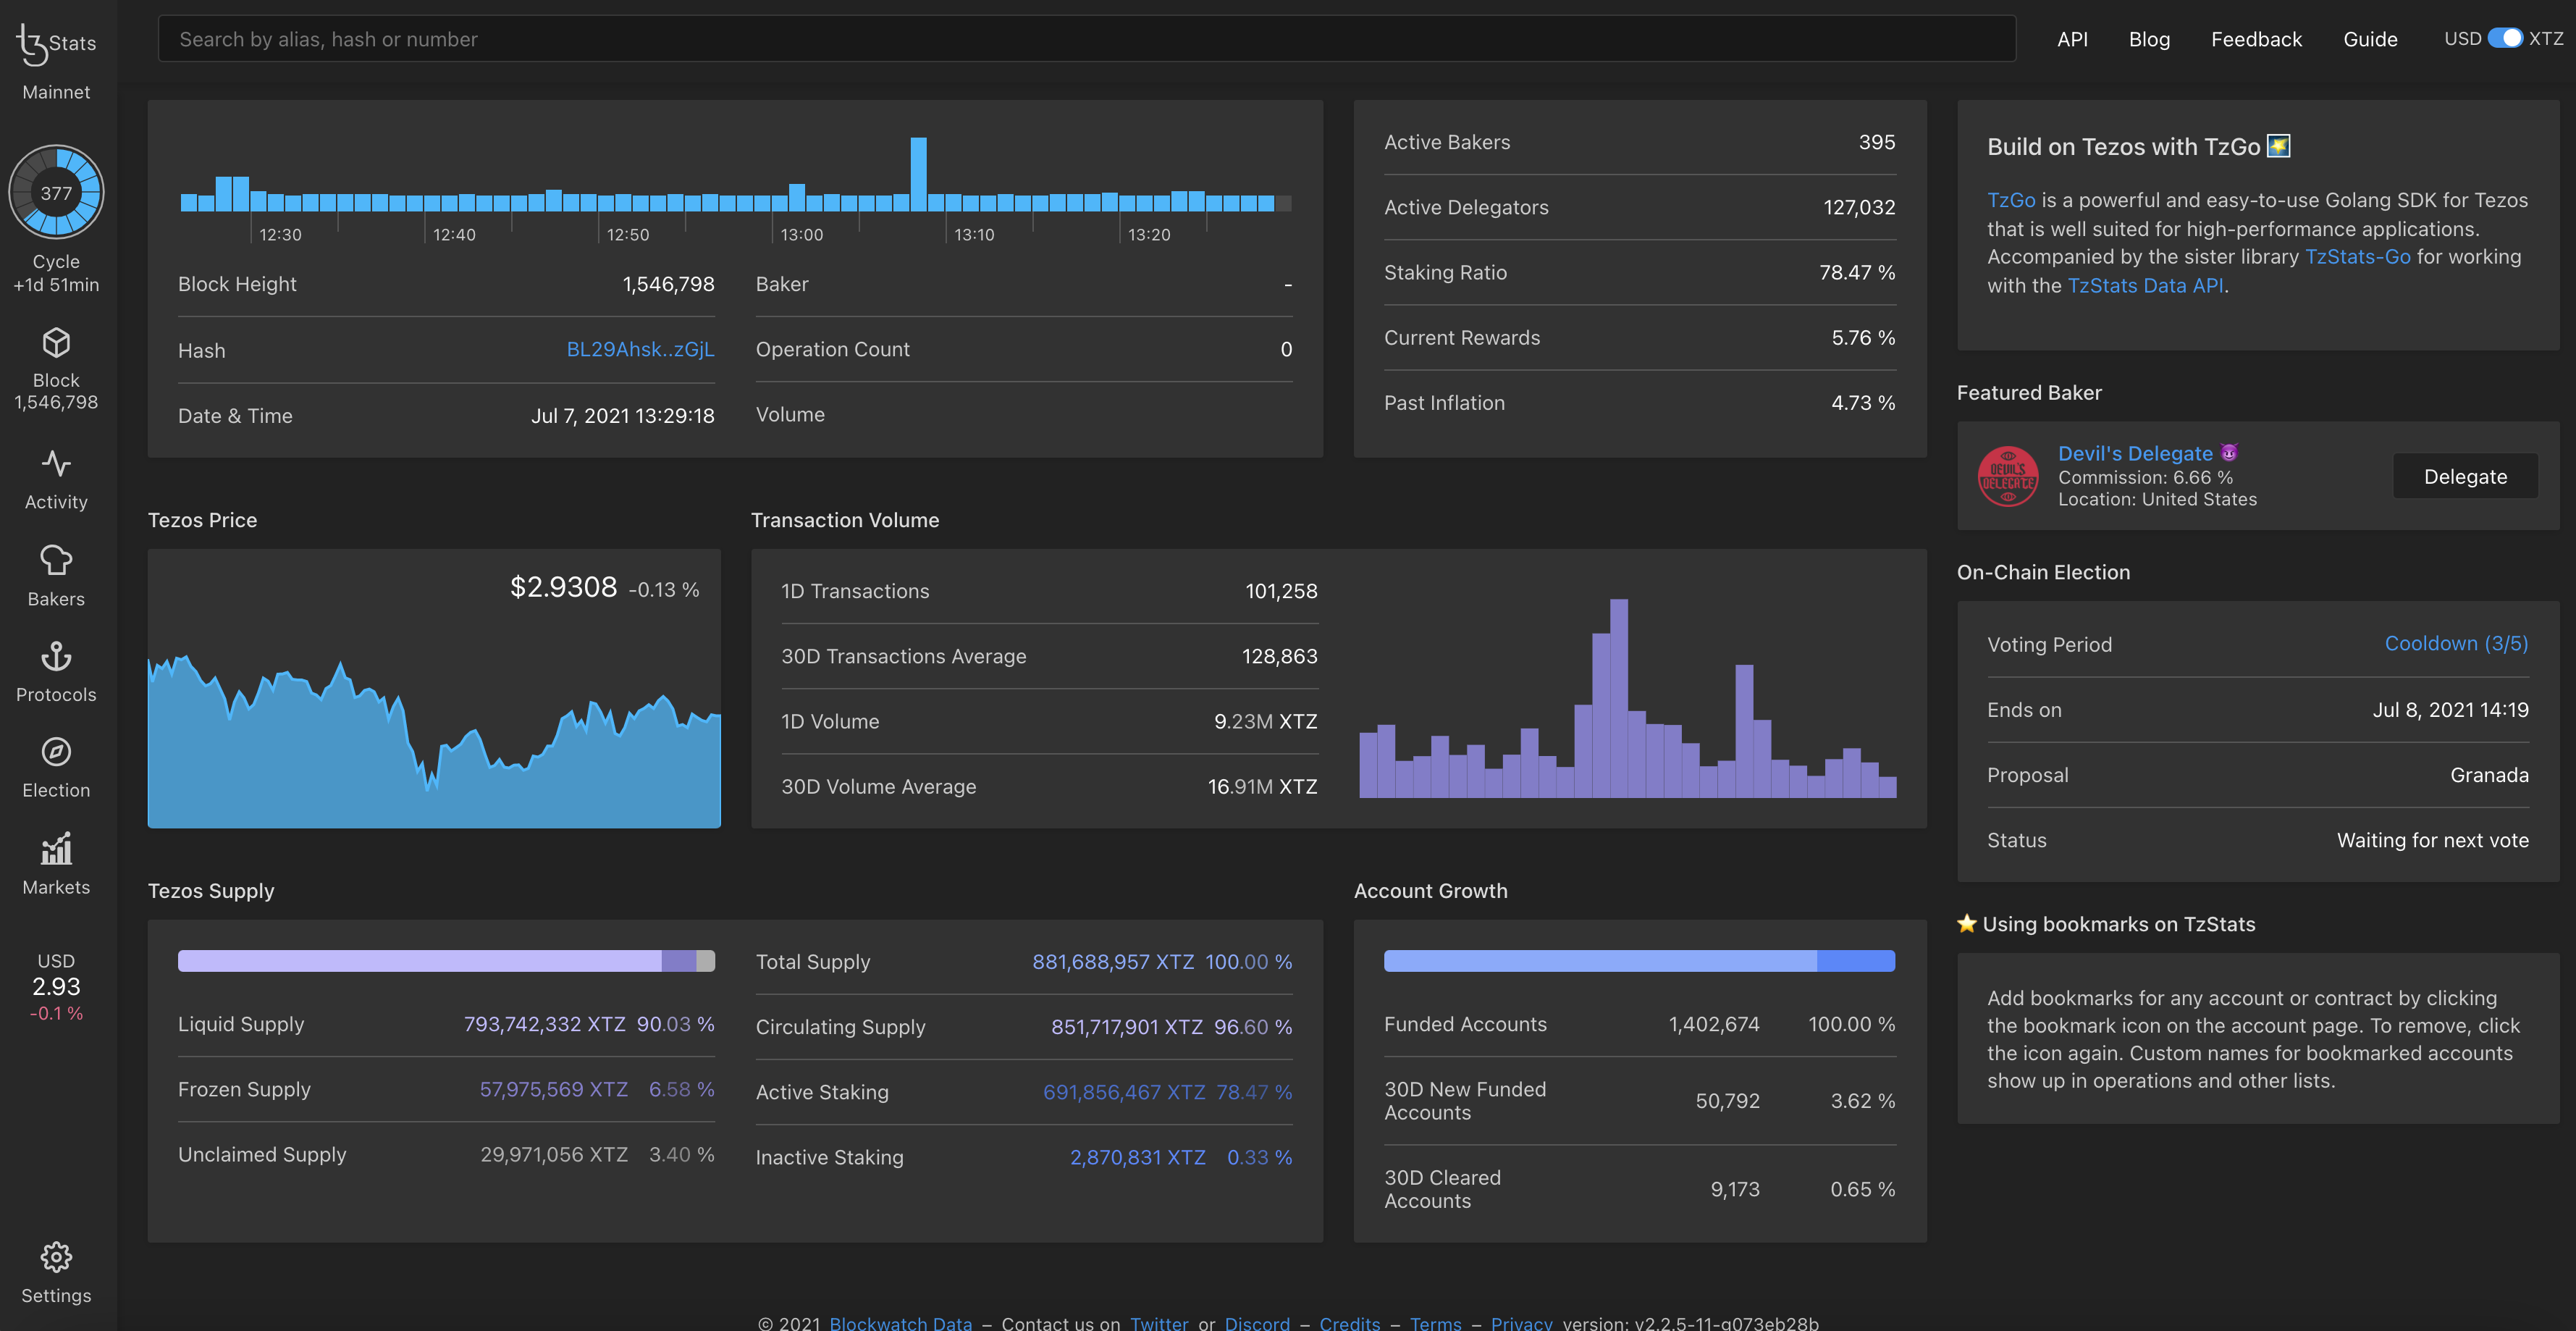 tz Stats
Mainnet
377
Cycle
+1d 51min
Block
1,546,798
Activity
Bakers
Protocols
Election
Markets
USD
2.93
-0.1 %
Settings
Search by alias, hash or number
API Blog Feedback Guide USD XTZ
12:30 12:40 12:50 13:00 13:10 13:20
Block Height 1,546,798
Hash BL29Ahsk..zGjL
Date & Time Jul 7, 2021 13:29:18
Baker -
Operation Count 0
Volume
Active Bakers 395
Active Delegators 127,032
Staking Ratio 78.47 %
Current Rewards 5.76 %
Past Inflation 4.73 %
Build on Tezos with TzGo
TzGo is a powerful and easy-to-use Golang SDK for Tezos
that is well suited for high-performance applications.
Accompanied by the sister library TzStats-Go for working
with the TzStats Data API.
Featured Baker
DEVIL'S
DELEGATE
Devil's Delegate 😈
Commission: 6.66 %
Location: United States
Delegate
Tezos Price
$2.9308 -0.13 %
Transaction Volume
1D Transactions 101,258
30D Transactions Average 128,863
1D Volume 9.23M XTZ
30D Volume Average 16.91M XTZ
On-Chain Election
Voting Period Cooldown (3/5)
Ends on Jul 8, 2021 14:19
Proposal Granada
Status Waiting for next vote
Tezos Supply
Liquid Supply 793,742,332 XTZ 90.03 %
Frozen Supply 57,975,569 XTZ 6.58 %
Unclaimed Supply 29,971,056 XTZ 3.40 %
Total Supply 881,688,957 XTZ 100.00 %
Circulating Supply 851,717,901 XTZ 96.60 %
Active Staking 691,856,467 XTZ 78.47 %
Inactive Staking 2,870,831 XTZ 0.33 %
Account Growth
Funded Accounts 1,402,674 100.00 %
30D New Funded
Accounts 50,792 3.62 %
30D Cleared
Accounts 9,173 0.65 %
⭐ Using bookmarks on TzStats
Add bookmarks for any account or contract by clicking
the bookmark icon on the account page. To remove, click
the icon again. Custom names for bookmarked accounts
show up in operations and other lists.
© 2021 Blockwatch Data – Contact us on Twitter or Discord – Credits – Terms – Privacy version: v2.2.5-11-g073eb28b